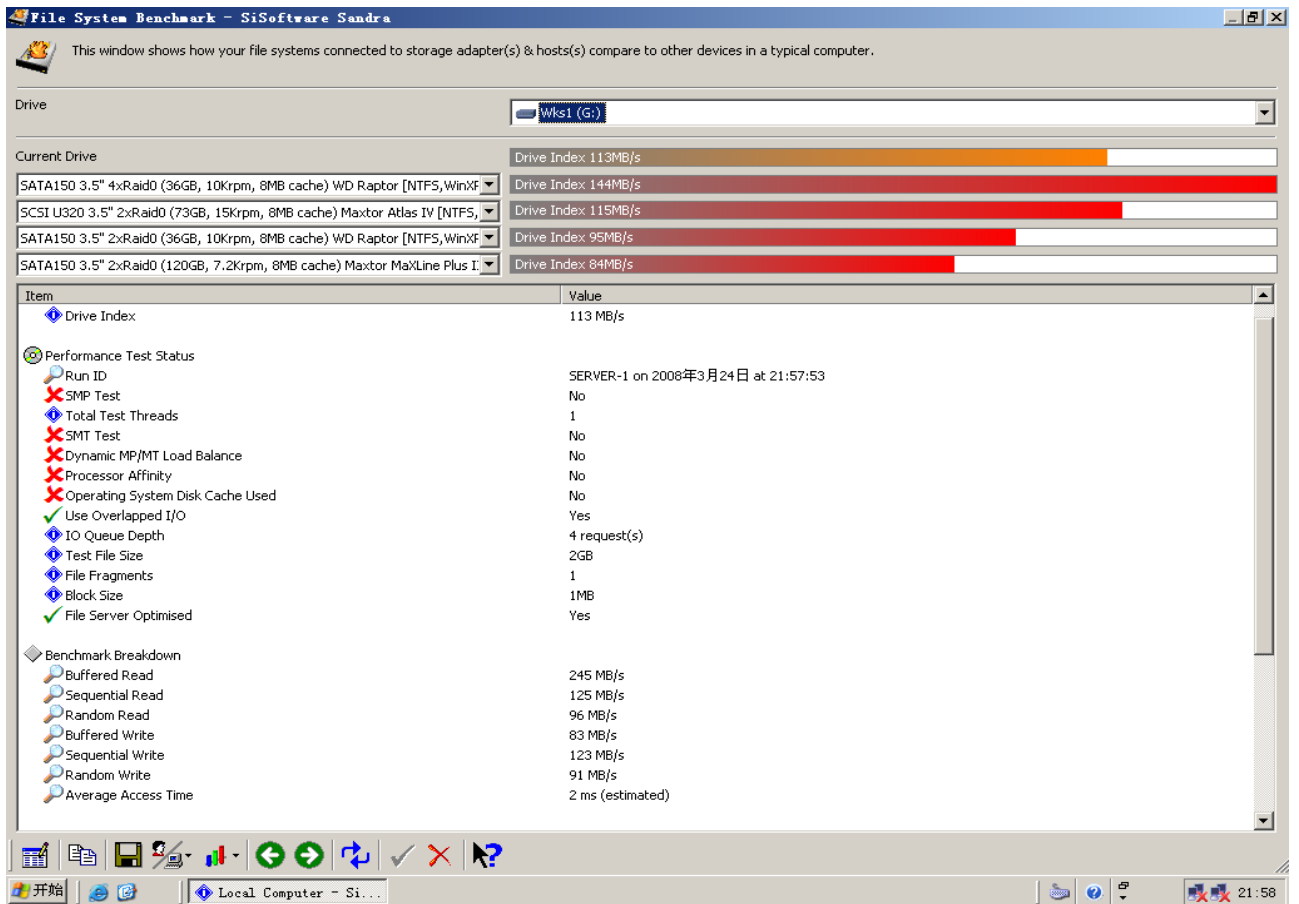 File System Benchmark - SiSoftware Sandra
This window shows how your file systems connected to storage adapter(s) & hosts(s) compare to other devices in a typical computer.
Drive
Wks1 (G:)
Current Drive
Drive Index 113MB/s
SATA150 3.5" 4xRaid0 (36GB, 10Krpm, 8MB cache) WD Raptor [NTFS,WinXP
Drive Index 144MB/s
SCSI U320 3.5" 2xRaid0 (73GB, 15Krpm, 8MB cache) Maxtor Atlas IV [NTFS,
Drive Index 115MB/s
SATA150 3.5" 2xRaid0 (36GB, 10Krpm, 8MB cache) WD Raptor [NTFS,WinXP
Drive Index 95MB/s
SATA150 3.5" 2xRaid0 (120GB, 7.2Krpm, 8MB cache) Maxtor MaXLine Plus I
Drive Index 84MB/s
Item Value
Drive Index 113 MB/s
Performance Test Status
Run ID SERVER-1 on 2008年3月24日 at 21:57:53
SMP Test No
Total Test Threads 1
SMT Test No
Dynamic MP/MT Load Balance No
Processor Affinity No
Operating System Disk Cache Used No
Use Overlapped I/O Yes
IO Queue Depth 4 request(s)
Test File Size 2GB
File Fragments 1
Block Size 1MB
File Server Optimised Yes
Benchmark Breakdown
Buffered Read 245 MB/s
Sequential Read 125 MB/s
Random Read 96 MB/s
Buffered Write 83 MB/s
Sequential Write 123 MB/s
Random Write 91 MB/s
Average Access Time 2 ms (estimated)
开始 Local Computer - Si... 21:58